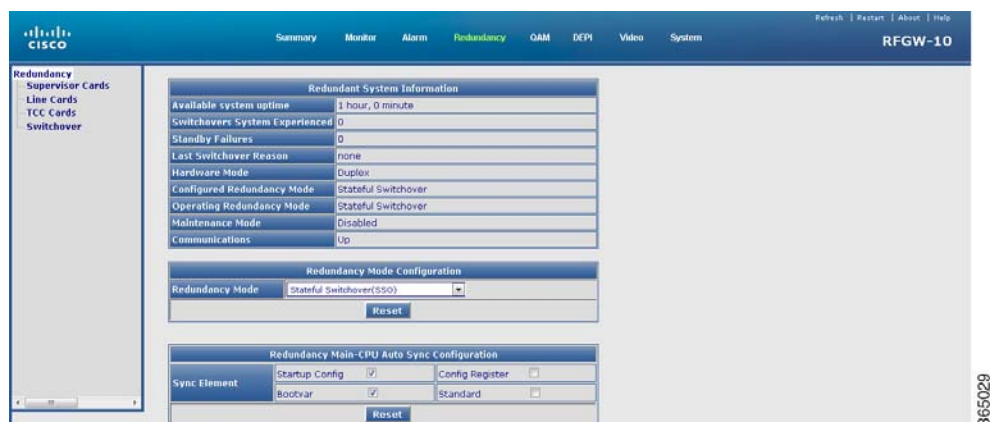 Refresh | Restart | About | Help
CISCO
Summary Monitor Alarm Redundancy QAM DEPI Video System
RFGW-10
Redundancy
Supervisor Cards
Line Cards
TCC Cards
Switchover
Redundant System Information
Available system uptime 1 hour, 0 minute
Switchovers System Experienced 0
Standby Failures 0
Last Switchover Reason none
Hardware Mode Duplex
Configured Redundancy Mode Stateful Switchover
Operating Redundancy Mode Stateful Switchover
Maintenance Mode Disabled
Communications Up
Redundancy Mode Configuration
Redundancy Mode Stateful Switchover(SSO)
Reset
Redundancy Main-CPU Auto Sync Configuration
Sync Element
Startup Config Config Register
Bootvar Standard
Reset
365029